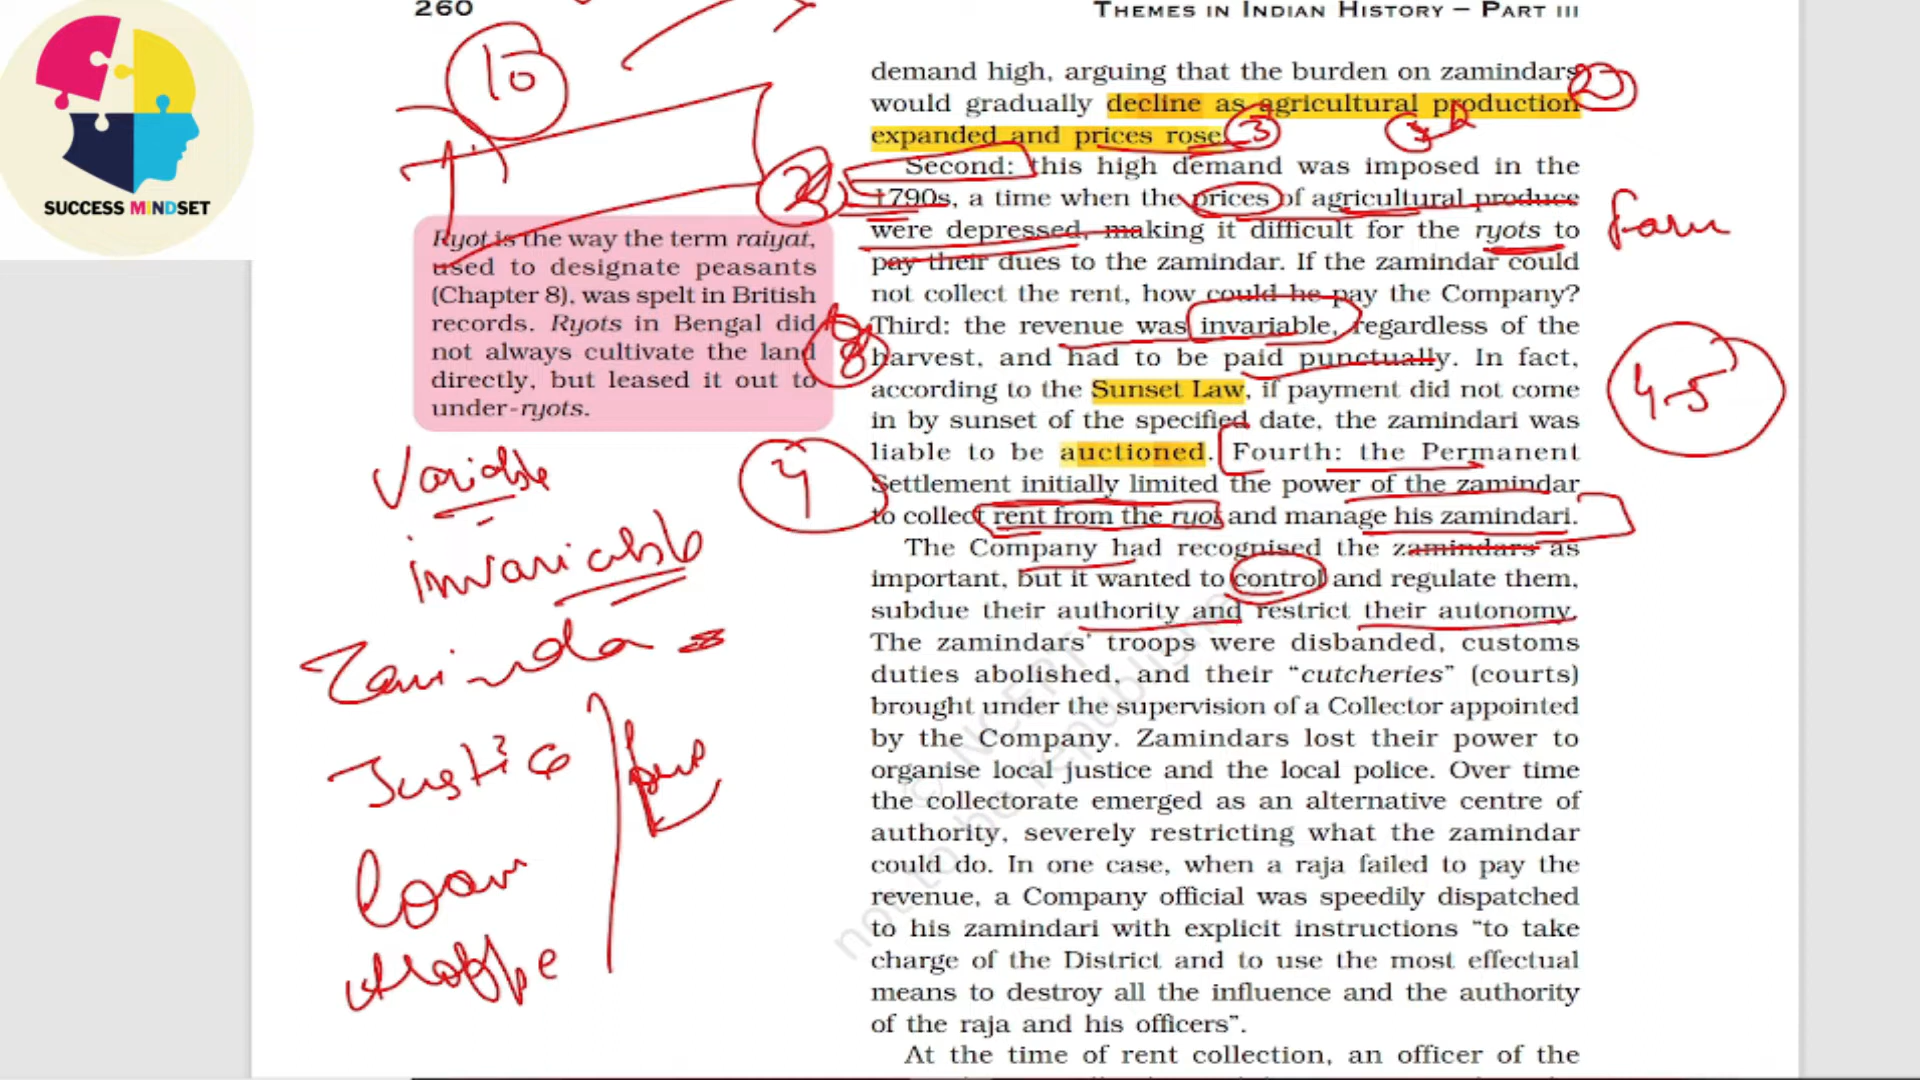 260
THEMES IN INDIAN HISTORY – PART III
SUCCESS MINDSET
10
Ryot is the way the term raiyat,
used to designate peasants
(Chapter 8), was spelt in British
records. Ryots in Bengal did
not always cultivate the land
directly, but leased it out to
under-ryots.
Variable
invariable
Justice
Loan
demand high, arguing that the burden on zamindars
would gradually decline as agricultural production
expanded and prices rose.
3
Second: this high demand was imposed in the
1790s, a time when the prices of agricultural produce
were depressed, making it difficult for the ryots to
pay their dues to the zamindar. If the zamindar could
not collect the rent, how could he pay the Company?
Third: the revenue was invariable, regardless of the
harvest, and had to be paid punctually. In fact,
according to the Sunset Law, if payment did not come
in by sunset of the specified date, the zamindari was
liable to be auctioned. Fourth: the Permanent
Settlement initially limited the power of the zamindar
to collect rent from the ryot and manage his zamindari.
The Company had recognised the zamindars as
important, but it wanted to control and regulate them,
subdue their authority and restrict their autonomy.
The zamindars’ troops were disbanded, customs
duties abolished, and their “cutcheries” (courts)
brought under the supervision of a Collector appointed
by the Company. Zamindars lost their power to
organise local justice and the local police. Over time
the collectorate emerged as an alternative centre of
authority, severely restricting what the zamindar
could do. In one case, when a raja failed to pay the
revenue, a Company official was speedily dispatched
to his zamindari with explicit instructions “to take
charge of the District and to use the most effectual
means to destroy all the influence and the authority
of the raja and his officers”.
At the time of rent collection, an officer of the
4-5
© NCERT
not to be republished